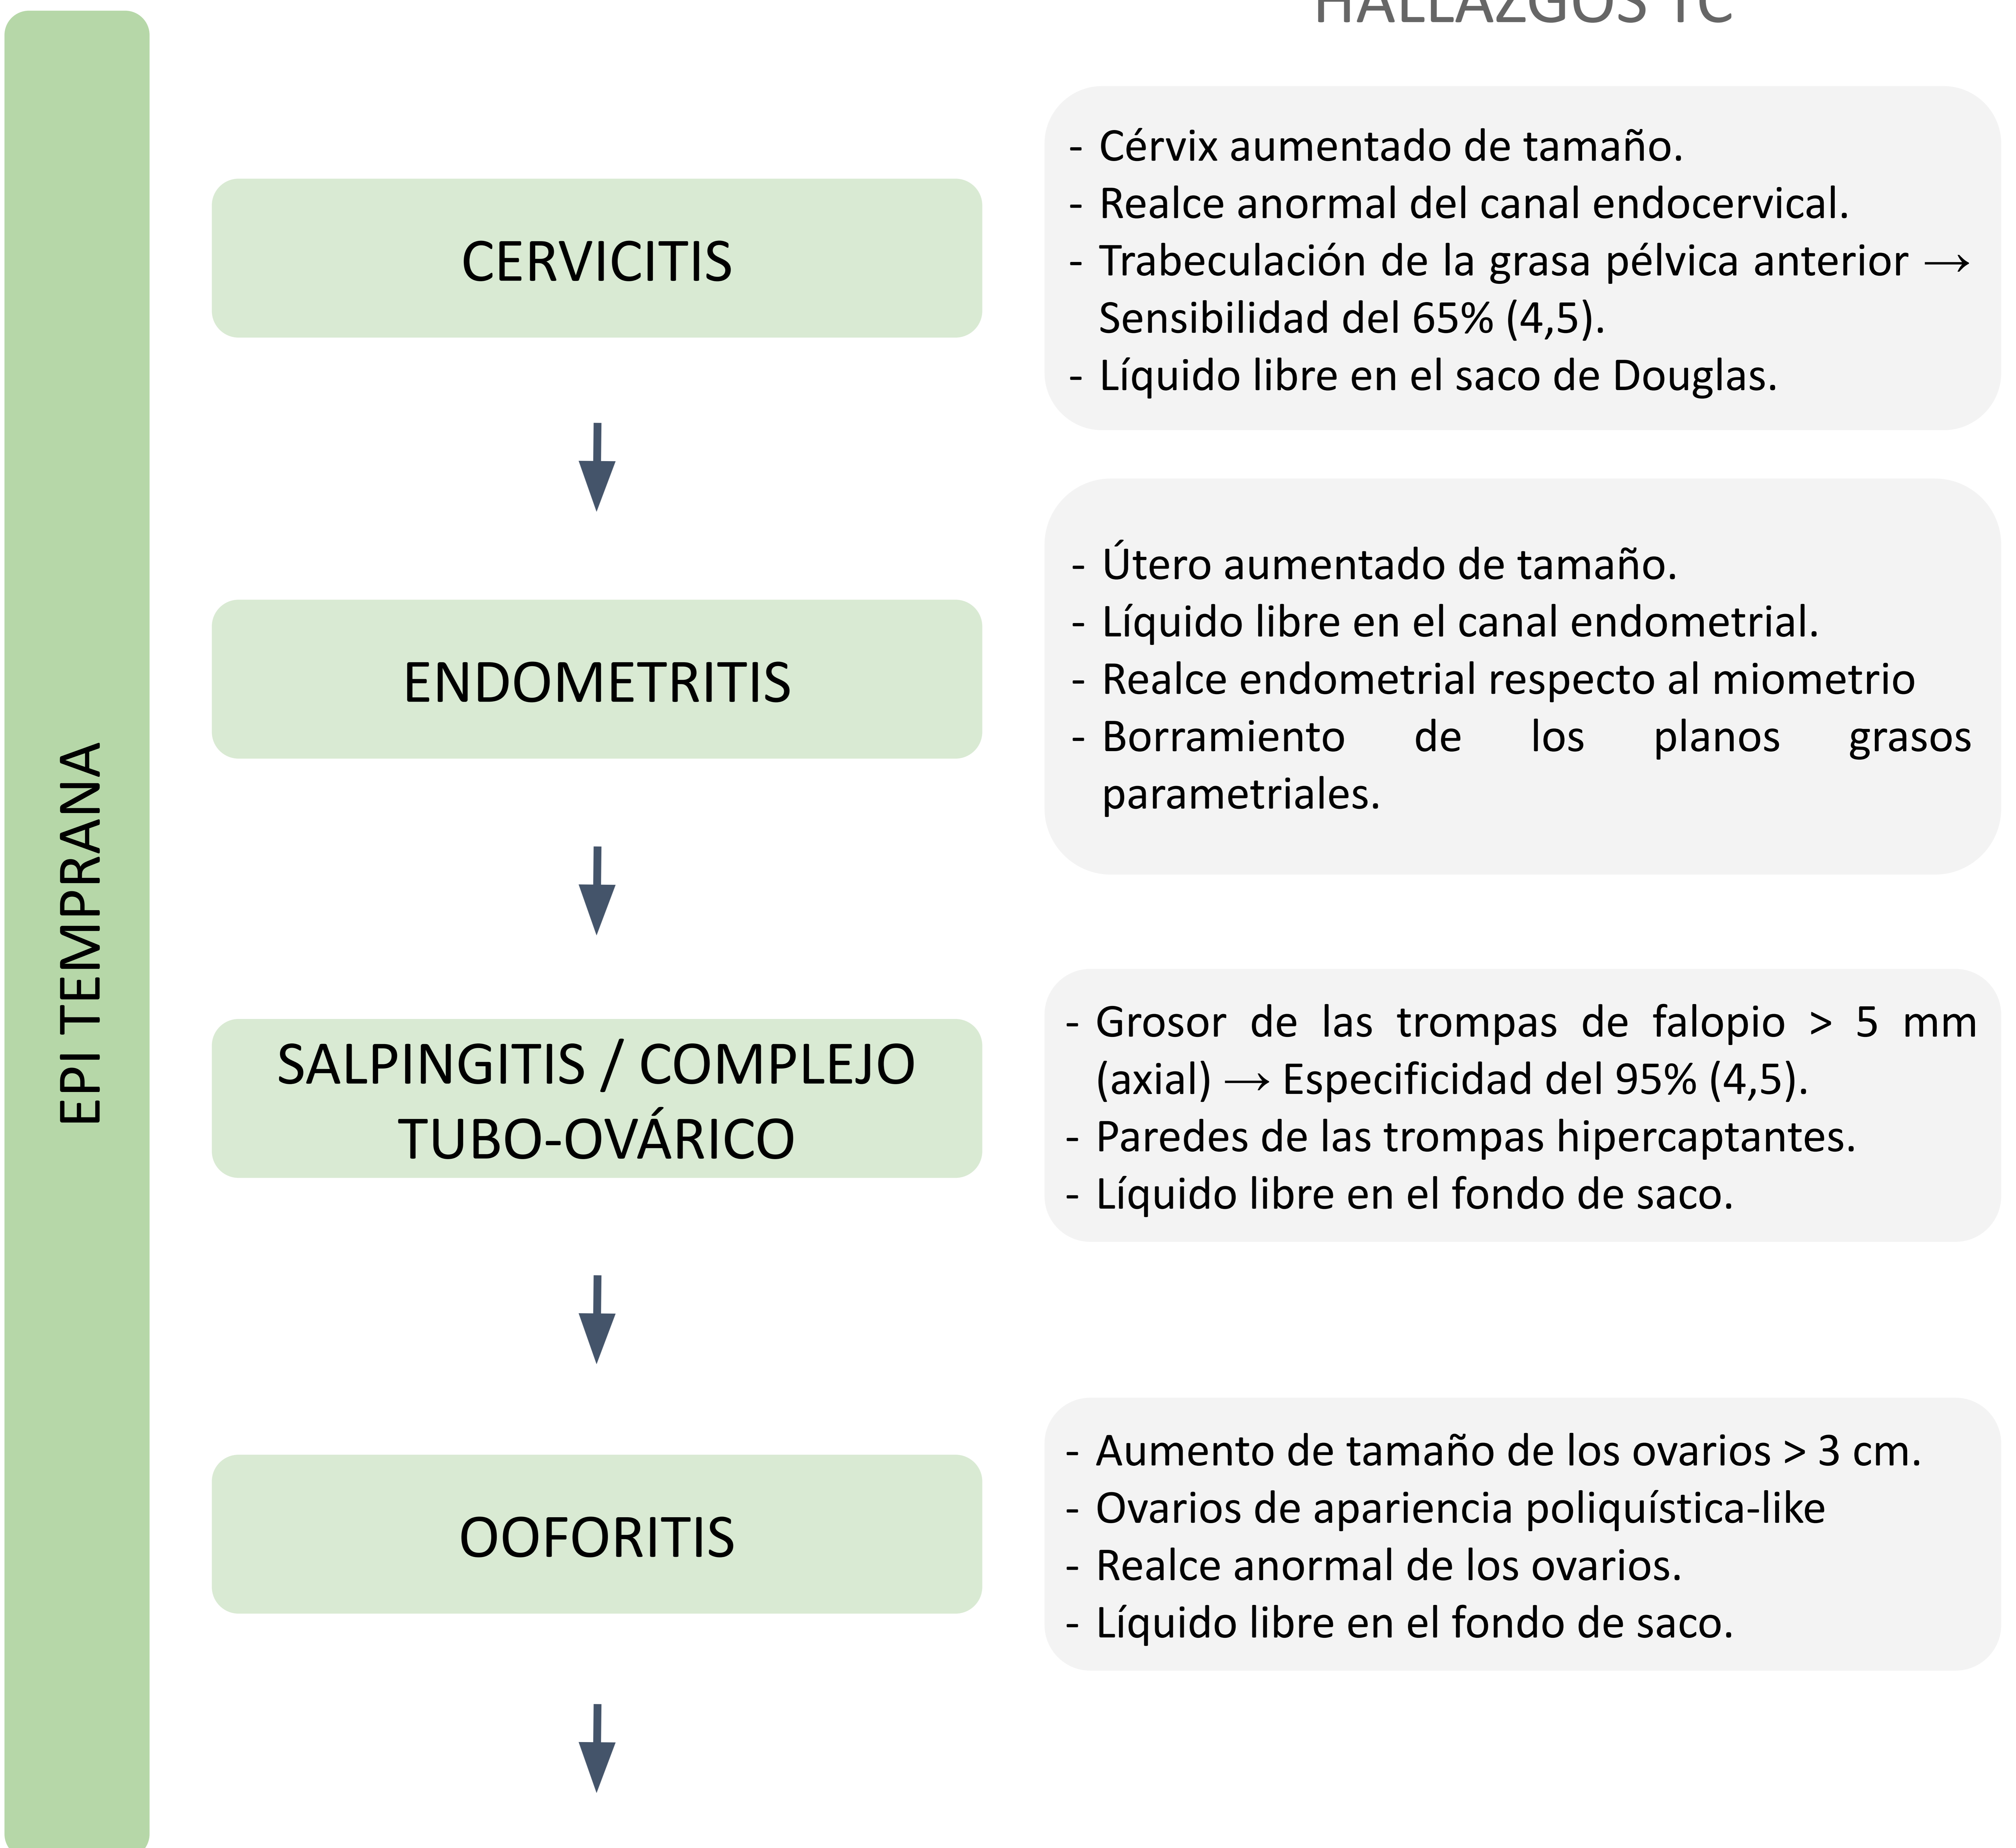 HALLAZGOS TC
EPI TEMPRANA
CERVICITIS
- Cérvix aumentado de tamaño.
- Realce anormal del canal endocervical.
- Trabeculación de la grasa pélvica anterior →
Sensibilidad del 65% (4,5).
- Líquido libre en el saco de Douglas.
ENDOMETRITIS
- Útero aumentado de tamaño.
- Líquido libre en el canal endometrial.
- Realce endometrial respecto al miometrio
- Borramiento de los planos grasos
parametriales.
SALPINGITIS / COMPLEJO
TUBO-OVÁRICO
- Grosor de las trompas de falopio > 5 mm
(axial) → Especificidad del 95% (4,5).
- Paredes de las trompas hipercaptantes.
- Líquido libre en el fondo de saco.
OOFORITIS
- Aumento de tamaño de los ovarios > 3 cm.
- Ovarios de apariencia poliquística-like
- Realce anormal de los ovarios.
- Líquido libre en el fondo de saco.